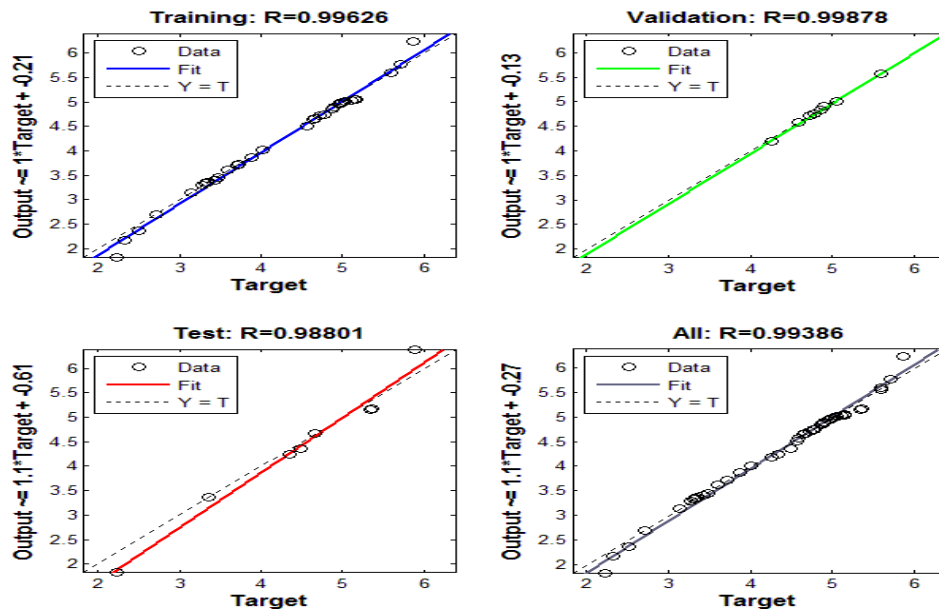 Training: R=0.99626
Output ~= 1*Target + -0.21
6
5.5
5
4.5
4
3.5
3
2.5
2
Data
Fit
Y = T
2 3 4 5 6
Target
Validation: R=0.99878
Output ~= 1*Target + -0.13
6
5.5
5
4.5
4
3.5
3
2.5
2
Data
Fit
Y = T
2 3 4 5 6
Target
Test: R=0.98801
Output ~= 1.1*Target + -0.61
6
5.5
5
4.5
4
3.5
3
2.5
2
Data
Fit
Y = T
2 3 4 5 6
Target
All: R=0.99386
Output ~= 1.1*Target + -0.27
6
5.5
5
4.5
4
3.5
3
2.5
2
Data
Fit
Y = T
2 3 4 5 6
Target